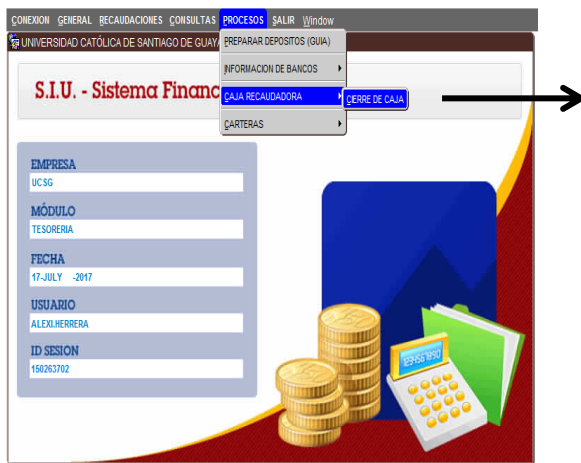 CONEXION GENERAL RECAUDACIONES CONSULTAS PROCESOS SALIR Window
UNIVERSIDAD CATÓLICA DE SANTIAGO DE GUAYA
PREPARAR DEPOSITOS (GUIA)
INFORMACION DE BANCOS
S.I.U. - Sistema Financ
CAJA RECAUDADORA
CIERRE DE CAJA
CARTERAS
EMPRESA
UCSG
MÓDULO
TESORERIA
FECHA
17-JULY -2017
USUARIO
ALEXI.HERRERA
ID SESION
150263702